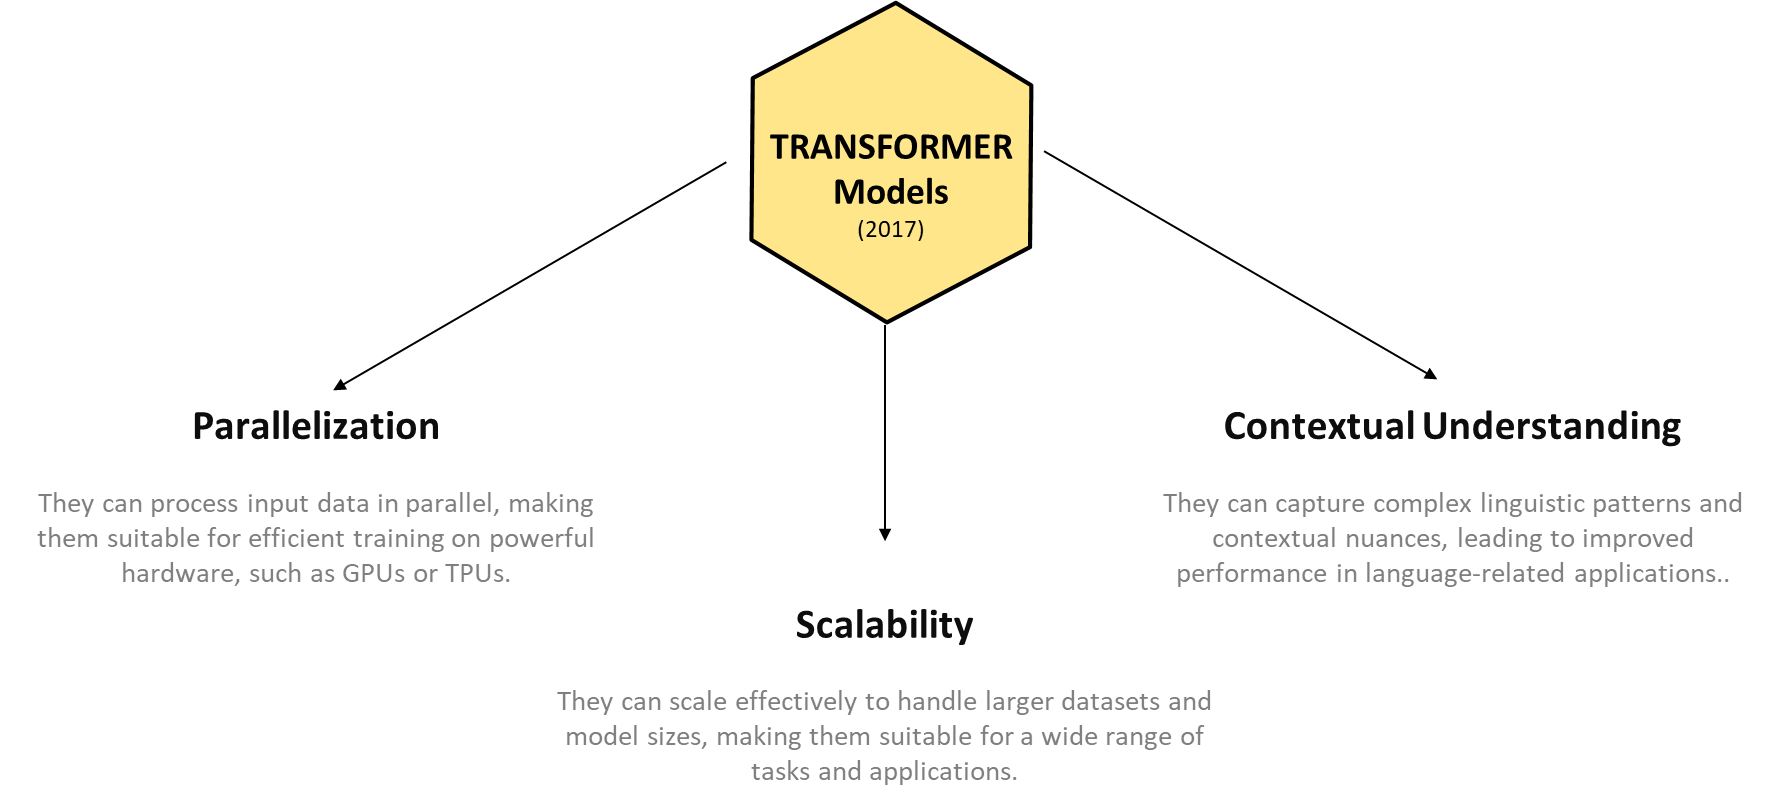 TRANSFORMER
Models
(2017)
Parallelization
They can process input data in parallel, making
them suitable for efficient training on powerful
hardware, such as GPUs or TPUs.
Contextual Understanding
They can capture complex linguistic patterns and
contextual nuances, leading to improved
performance in language-related applications..
Scalability
They can scale effectively to handle larger datasets and
model sizes, making them suitable for a wide range of
tasks and applications.